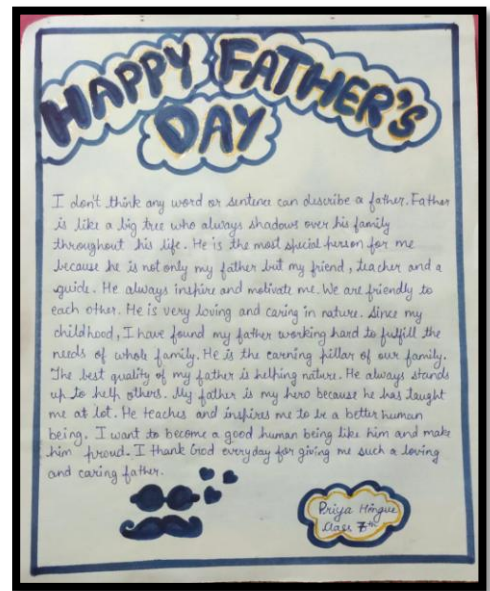 HAPPY FATHER'S
DAY
I don't think any word or sentence can describe a father. Father
is like a big tree who always shadows over his family
throughout his life. He is the most special person for me
because he is not only my father but my friend, teacher and a
guide. He always inspire and motivate me. We are friendly to
each other. He is very loving and caring in nature. Since my
childhood, I have found my father working hard to fulfill the
needs of whole family. He is the earning pillar of our family.
The best quality of my father is helping nature. He always stands
up to help others. My father is my hero because he has taught
me at lot. He teaches and inspires me to be a better human
being. I want to become a good human being like him and make
him proud. I thank God everyday for giving me such a loving
and caring father.
Priya Hingue
Class 7th